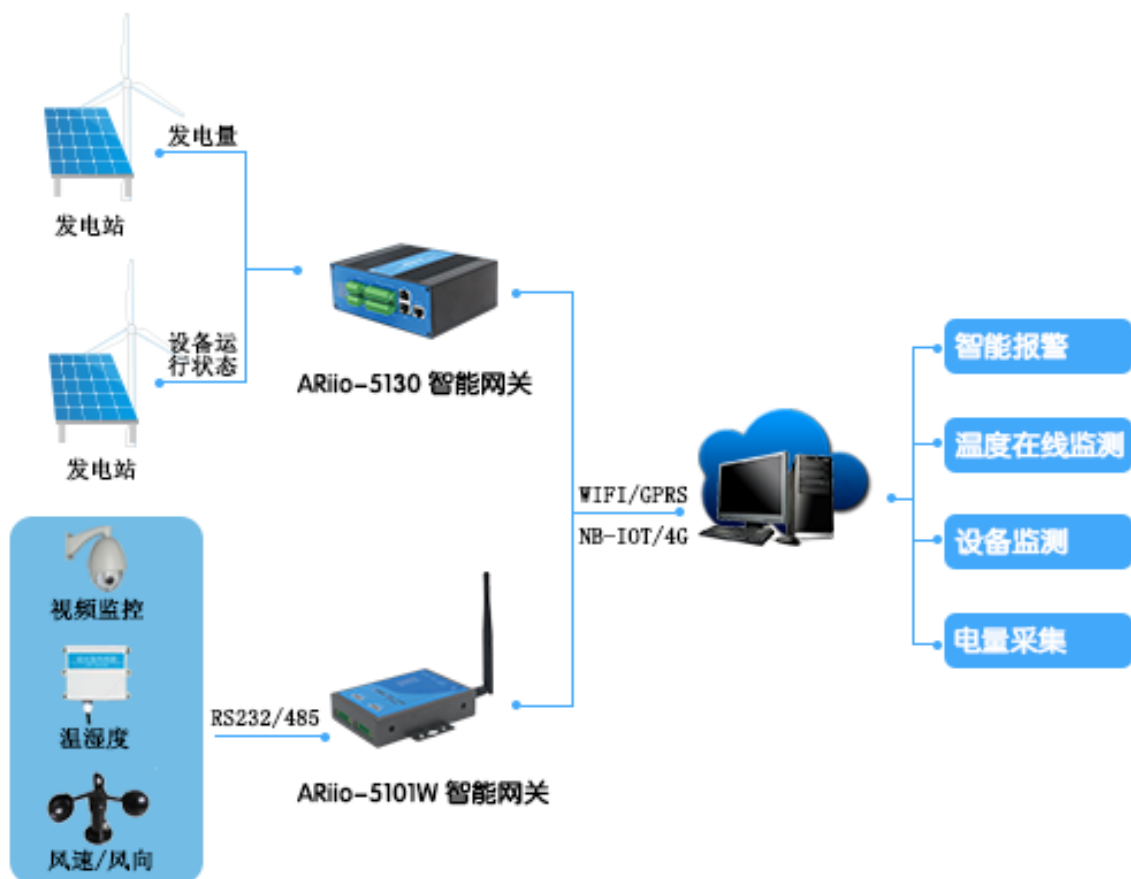 发电量
发电站
设备运
行状态
发电站
ARiio-5130 智能网关
视频监控
温湿度
风速/风向
RS232/485
ARiio-5101W 智能网关
WIFI/GPRS
NB-IOT/4G
智能报警
温度在线监测
设备监测
电量采集